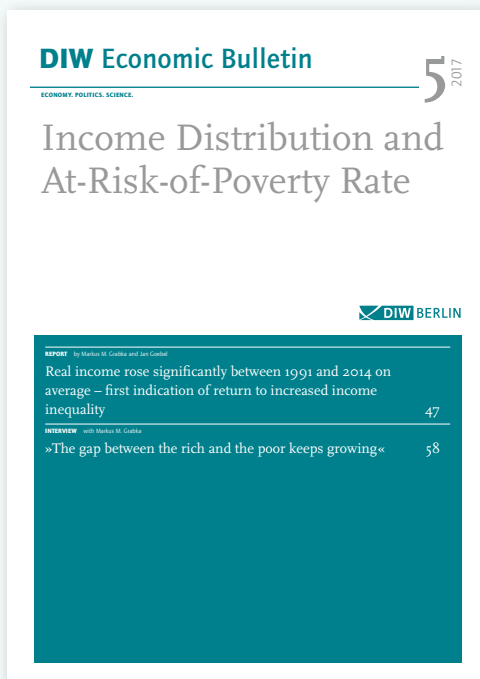 DIW Economic Bulletin
5
2017
ECONOMY. POLITICS. SCIENCE.
Income Distribution and
At-Risk-of-Poverty Rate
DIW BERLIN
REPORT by Markus M. Grabka and Jan Goebel
Real income rose significantly between 1991 and 2014 on
average – first indication of return to increased income
inequality 47
INTERVIEW with Markus M. Grabka
»The gap between the rich and the poor keeps growing« 58